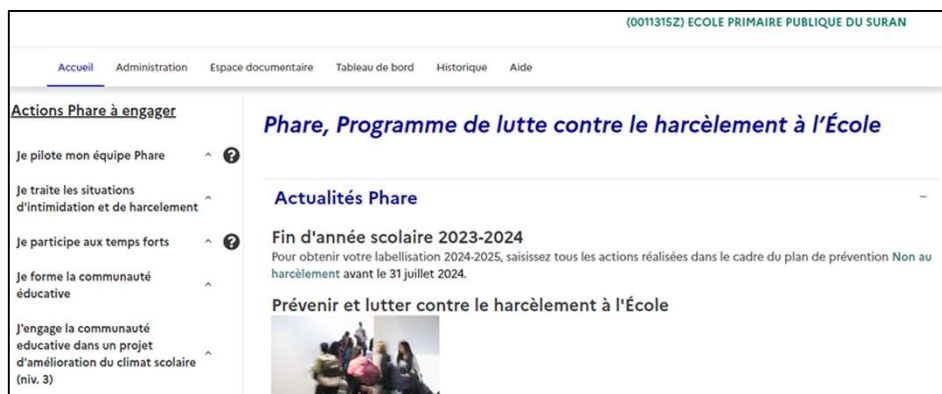 (0011315Z) ECOLE PRIMAIRE PUBLIQUE DU SURAN
Accueil Administration Espace documentaire Tableau de bord Historique Aide
Actions Phare à engager
Je pilote mon équipe Phare
Je traite les situations
d'intimidation et de harcelement
Je participe aux temps forts
Je forme la communauté
éducative
J'engage la communauté
educative dans un projet
d'amélioration du climat scolaire
(niv. 3)
Phare, Programme de lutte contre le harcèlement à l'École
Actualités Phare
Fin d'année scolaire 2023-2024
Pour obtenir votre labellisation 2024-2025, saisissez tous les actions réalisées dans le cadre du plan de prévention Non au
harcèlement avant le 31 juillet 2024.
Prévenir et lutter contre le harcèlement à l'École